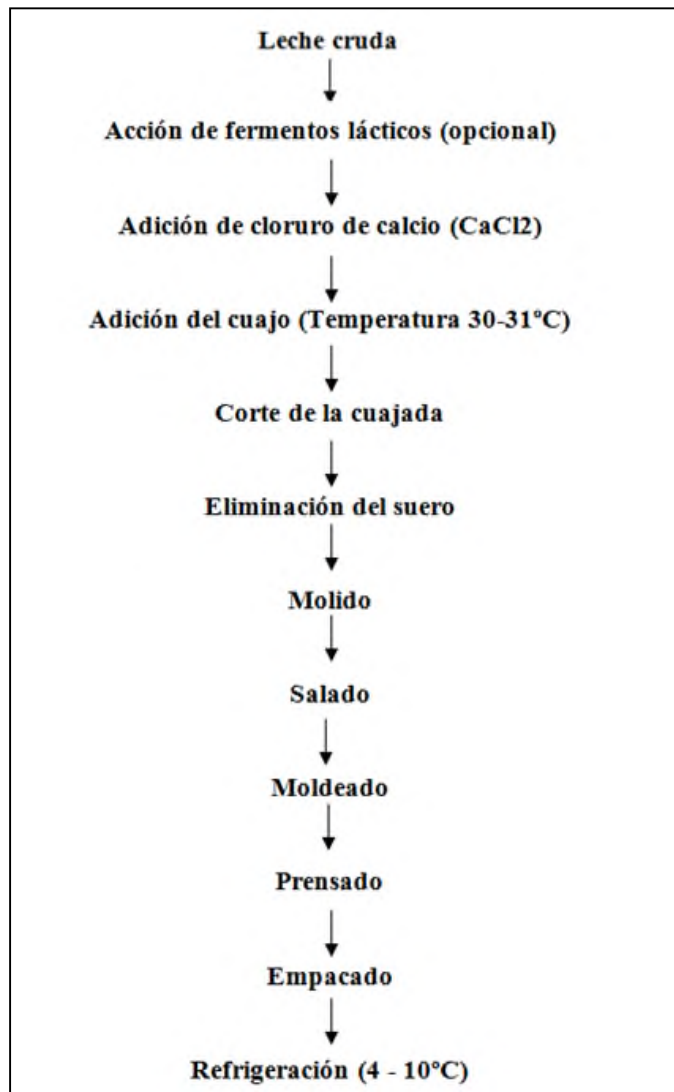 Leche cruda
Acción de fermentos lácticos (opcional)
Adición de cloruro de calcio (CaCl2)
Adición del cuajo (Temperatura 30-31°C)
Corte de la cuajada
Eliminación del suero
Molido
Salado
Moldeado
Prensado
Empacado
Refrigeración (4 - 10°C)